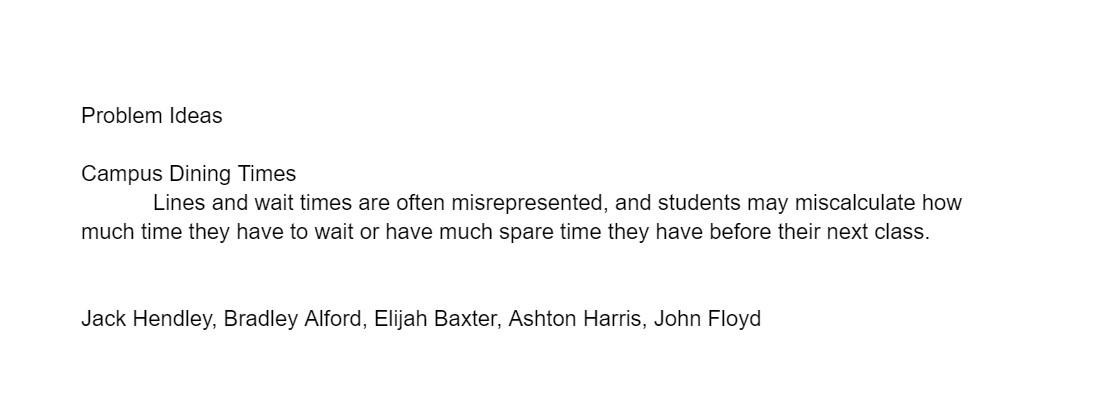 Problem Ideas
Campus Dining Times
Lines and wait times are often misrepresented, and students may miscalculate how
much time they have to wait or have much spare time they have before their next class.
Jack Hendley, Bradley Alford, Elijah Baxter, Ashton Harris, John Floyd